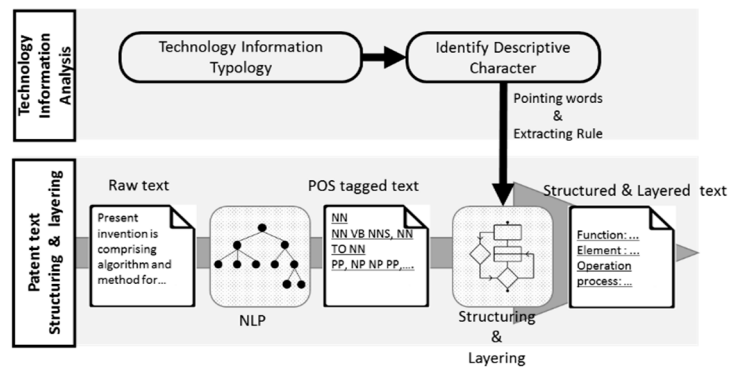 Technology
Information
Analysis
Technology Information
Typology
Identify Descriptive
Character
Pointing words
&
Extracting Rule
Patent text
Structuring & layering
Raw text
Present
invention is
comprising
algorithm and
method for...
NLP
POS tagged text
NN
NN VB NNS, NN
TO NN
PP, NP NP PP,....
Structuring
&
Layering
Structured & Layered text
Function: ...
Element : ...
Operation
process: ...